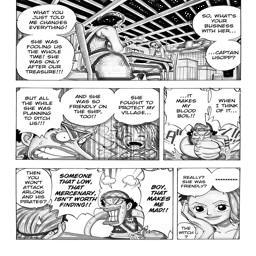 WHAT YOU
JUST TOLD
ME CHANGES
EVERYTHING!
SHE WAS
FOOLING US
THE WHOLE
TIME! SHE
WAS ONLY
AFTER OUR
TREASURE!!!
SO, WHAT'S
YOUR
BUSINESS
WITH HER...
...CAPTAIN
USOPP?
BUT ALL
THE WHILE
SHE WAS
PLANNING
TO DITCH
US!!!
AND SHE
WAS SO
FRIENDLY
ON THE
SHIP,
TOO!!
SHE
FOUGHT TO
PROTECT MY
VILLAGE...
...IT
MAKES
MY
BLOOD
BOIL!!
WHEN
I THINK
OF IT...
THEN
YOU
WON'T
ATTACK
ARLONG
AND HIS
PIRATES?
SOMEONE
THAT LOW,
THAT
MERCENARY,
ISN'T WORTH
FINDING!!
BOY,
THAT
MAKES
ME MAD!!
REALLY?
SHE WAS
FRIENDLY?
THE
WITCH